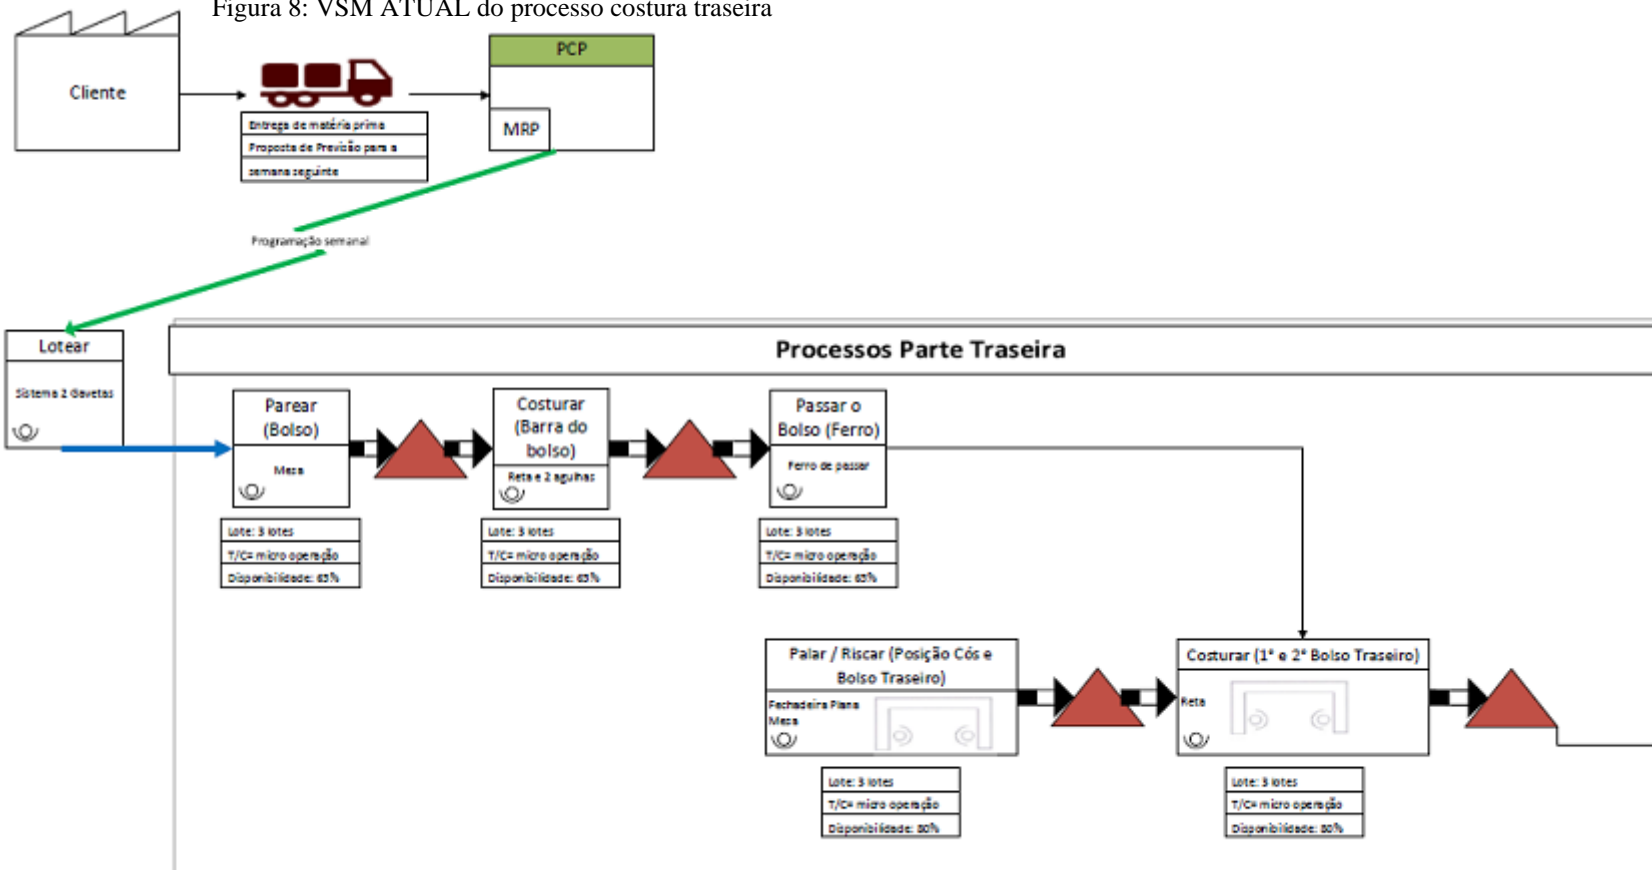 Figura 8: VSM ATUAL do processo costura traseira
Cliente
PCP
MRP
Entrega de matéria prima
Proposta de Previsão para a
semana seguinte
Programação semanal
Lotear
Sistema 2 Gavetas
Processos Parte Traseira
Parear
(Bolso)
Mesa
Lote: 3 lotes
T/C= micro operação
Disponibilidade: 65%
Costurar
(Barra do
bolso)
Reta e 2 agulhas
Lote: 3 lotes
T/C= micro operação
Disponibilidade: 65%
Passar o
Bolso (Ferro)
Ferro de passar
Lote: 3 lotes
T/C= micro operação
Disponibilidade: 65%
Palar / Riscar (Posição Cós e
Bolso Traseiro)
Fechadeira Plana
Mesa
Lote: 3 lotes
T/C= micro operação
Disponibilidade: 80%
Costurar (1° e 2° Bolso Traseiro)
Reta
Lote: 3 lotes
T/C= micro operação
Disponibilidade: 80%